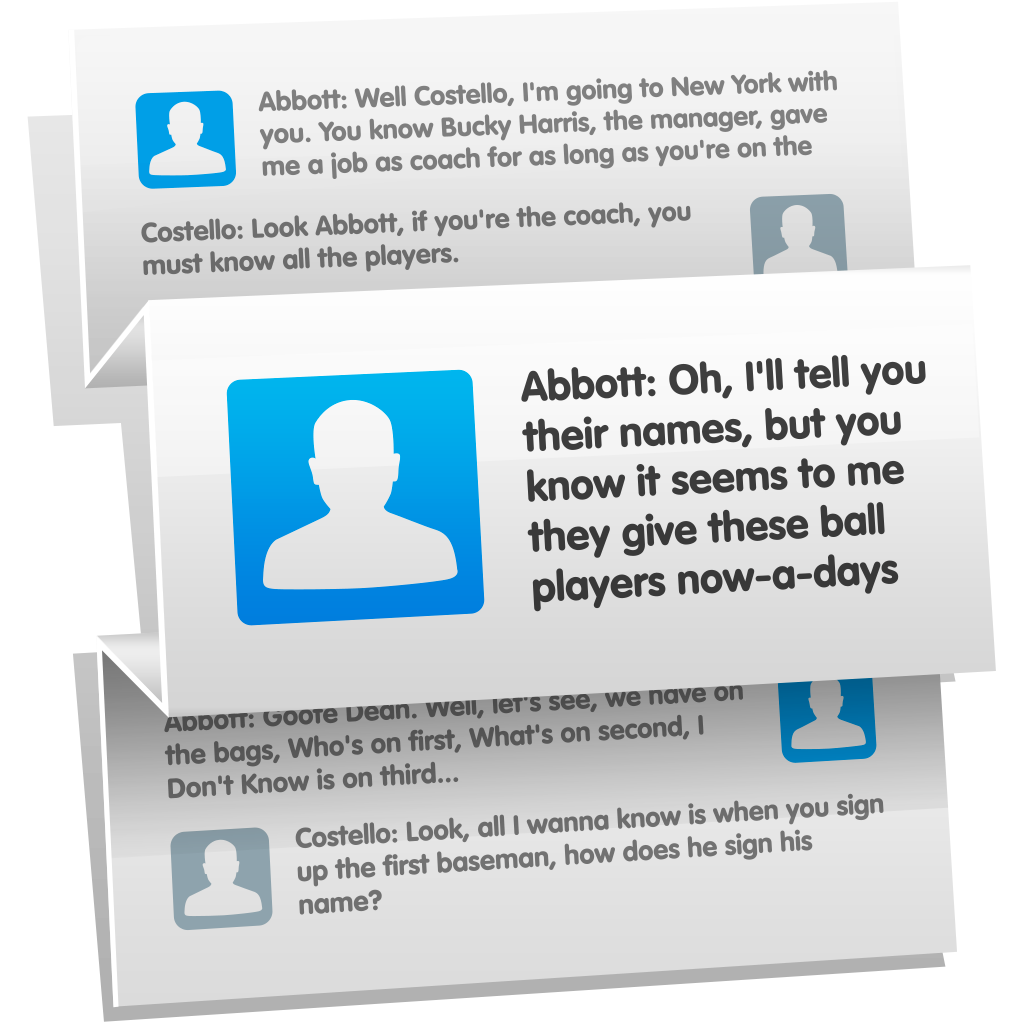 Abbott: Well Costello, I'm going to New York with
you. You know Bucky Harris, the manager, gave
me a job as coach for as long as you're on the
Costello: Look Abbott, if you're the coach, you
must know all the players.
Abbott: Oh, I'll tell you
their names, but you
know it seems to me
they give these ball
players now-a-days
Abbott: Goofe Dean. Well, let's see, we have on
the bags, Who's on first, What's on second, I
Don't Know is on third...
Costello: Look, all I wanna know is when you sign
up the first baseman, how does he sign his
name?